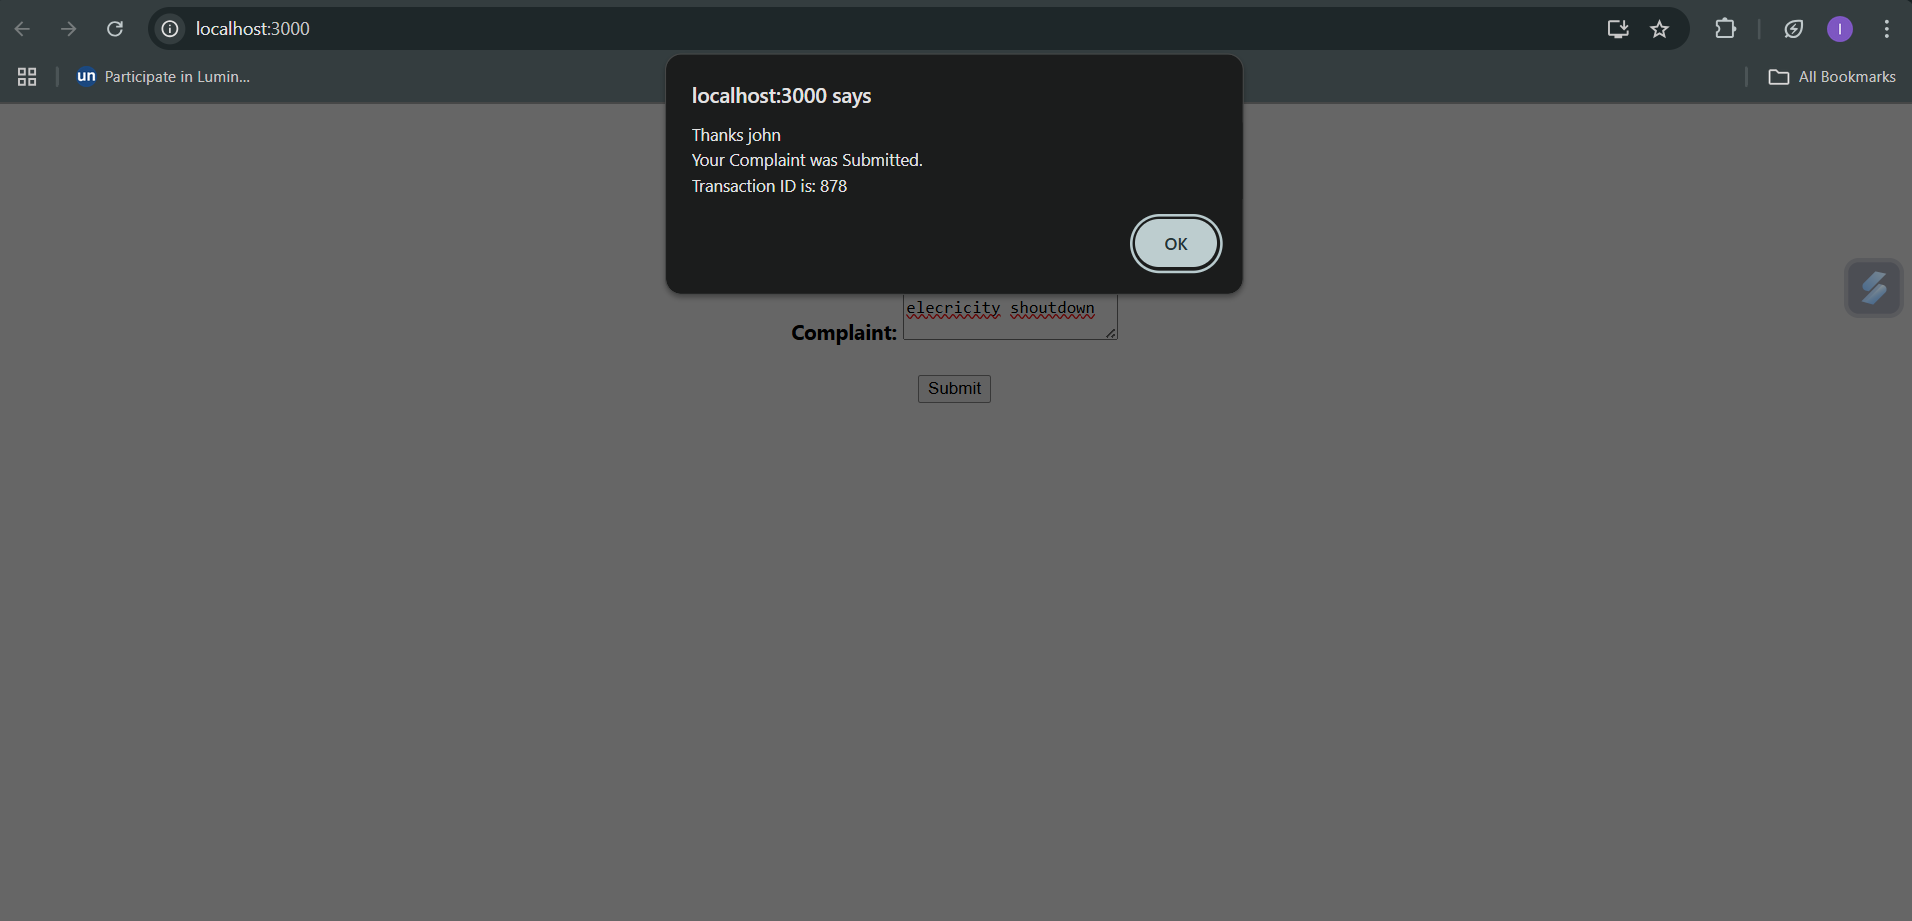 localhost:3000
un Participate in Lumin...
All Bookmarks
I
localhost:3000 says
Thanks john
Your Complaint was Submitted.
Transaction ID is: 878
OK
elecricity shoutdown
Complaint:
Submit